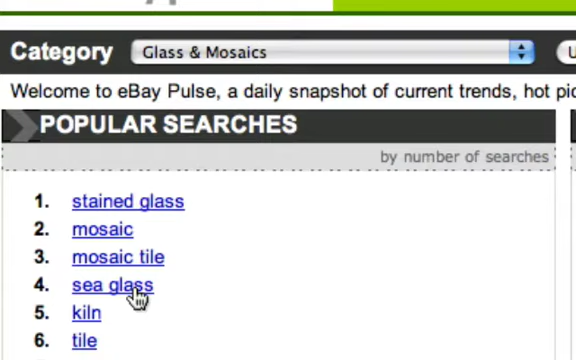 Category Glass & Mosaics
Welcome to eBay Pulse, a daily snapshot of current trends, hot
POPULAR SEARCHES
by number of searches
1. stained glass
2. mosaic
3. mosaic tile
4. sea glass
5. kiln
6. tile